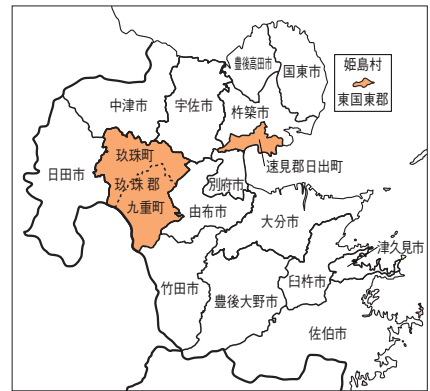 豊後高田市
国東市
姫島村
東国東郡
中津市
宇佐市
杵築市
玖珠町
日田市
玖珠郡
九重町
速見郡日出町
別府市
由布市
大分市
津久見市
臼杵市
竹田市
豊後大野市
佐伯市